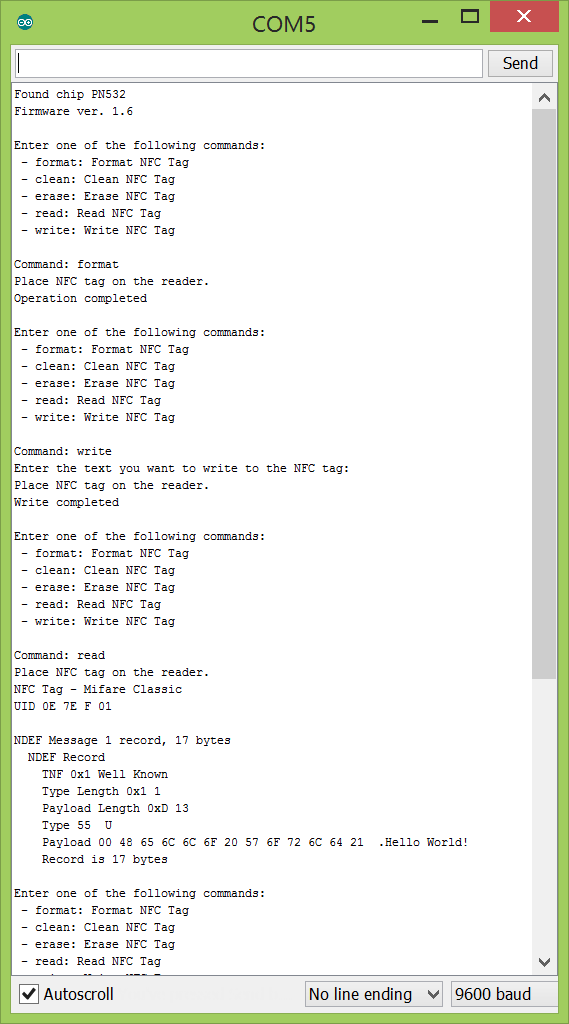 COM5
Send
Found chip PN532
Firmware ver. 1.6
Enter one of the following commands:
- format: Format NFC Tag
- clean: Clean NFC Tag
- erase: Erase NFC Tag
- read: Read NFC Tag
- write: Write NFC Tag
Command: format
Place NFC tag on the reader.
Operation completed
Enter one of the following commands:
- format: Format NFC Tag
- clean: Clean NFC Tag
- erase: Erase NFC Tag
- read: Read NFC Tag
- write: Write NFC Tag
Command: write
Enter the text you want to write to the NFC tag:
Place NFC tag on the reader.
Write completed
Enter one of the following commands:
- format: Format NFC Tag
- clean: Clean NFC Tag
- erase: Erase NFC Tag
- read: Read NFC Tag
- write: Write NFC Tag
Command: read
Place NFC tag on the reader.
NFC Tag - Mifare Classic
UID 0E 7E F 01
NDEF Message 1 record, 17 bytes
NDEF Record
TNF 0x1 Well Known
Type Length 0x1 1
Payload Length 0xD 13
Type 55  U
Payload 00 48 65 6C 6C 6F 20 57 6F 72 6C 64 21  .Hello World!
Record is 17 bytes
Enter one of the following commands:
- format: Format NFC Tag
- clean: Clean NFC Tag
- erase: Erase NFC Tag
- read: Read NFC Tag
Autoscroll
No line ending
9600 baud